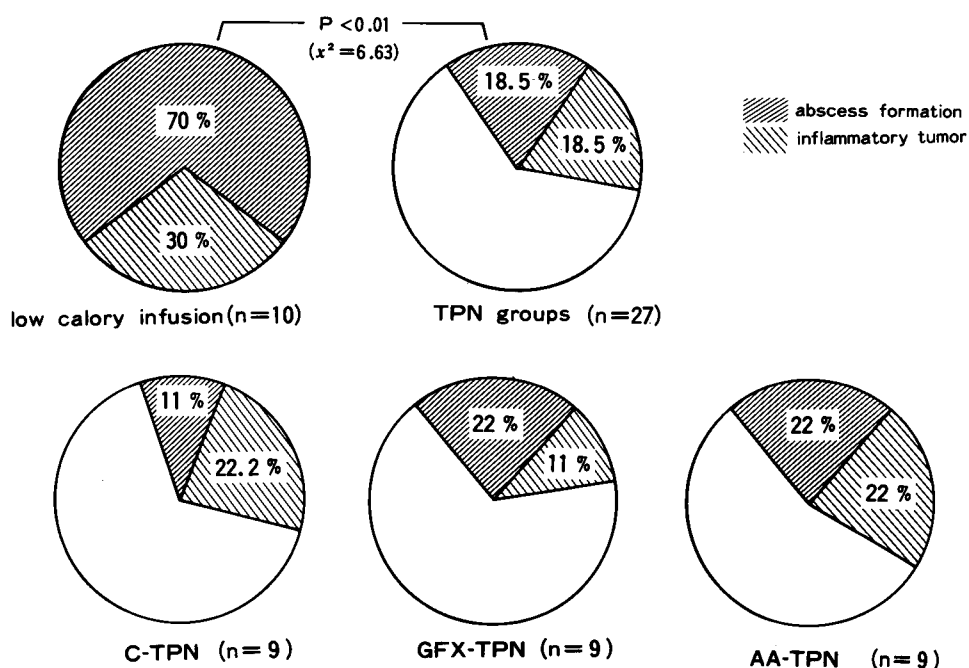 P <0.01
(x²=6.63)
70 %
30 %
low calory infusion(n=10)
18.5 %
18.5 %
TPN groups (n=27)
abscess formation
inflammatory tumor
11 %
22.2 %
C-TPN (n=9)
22 %
11 %
GFX-TPN (n=9)
22 %
22 %
AA-TPN (n=9)